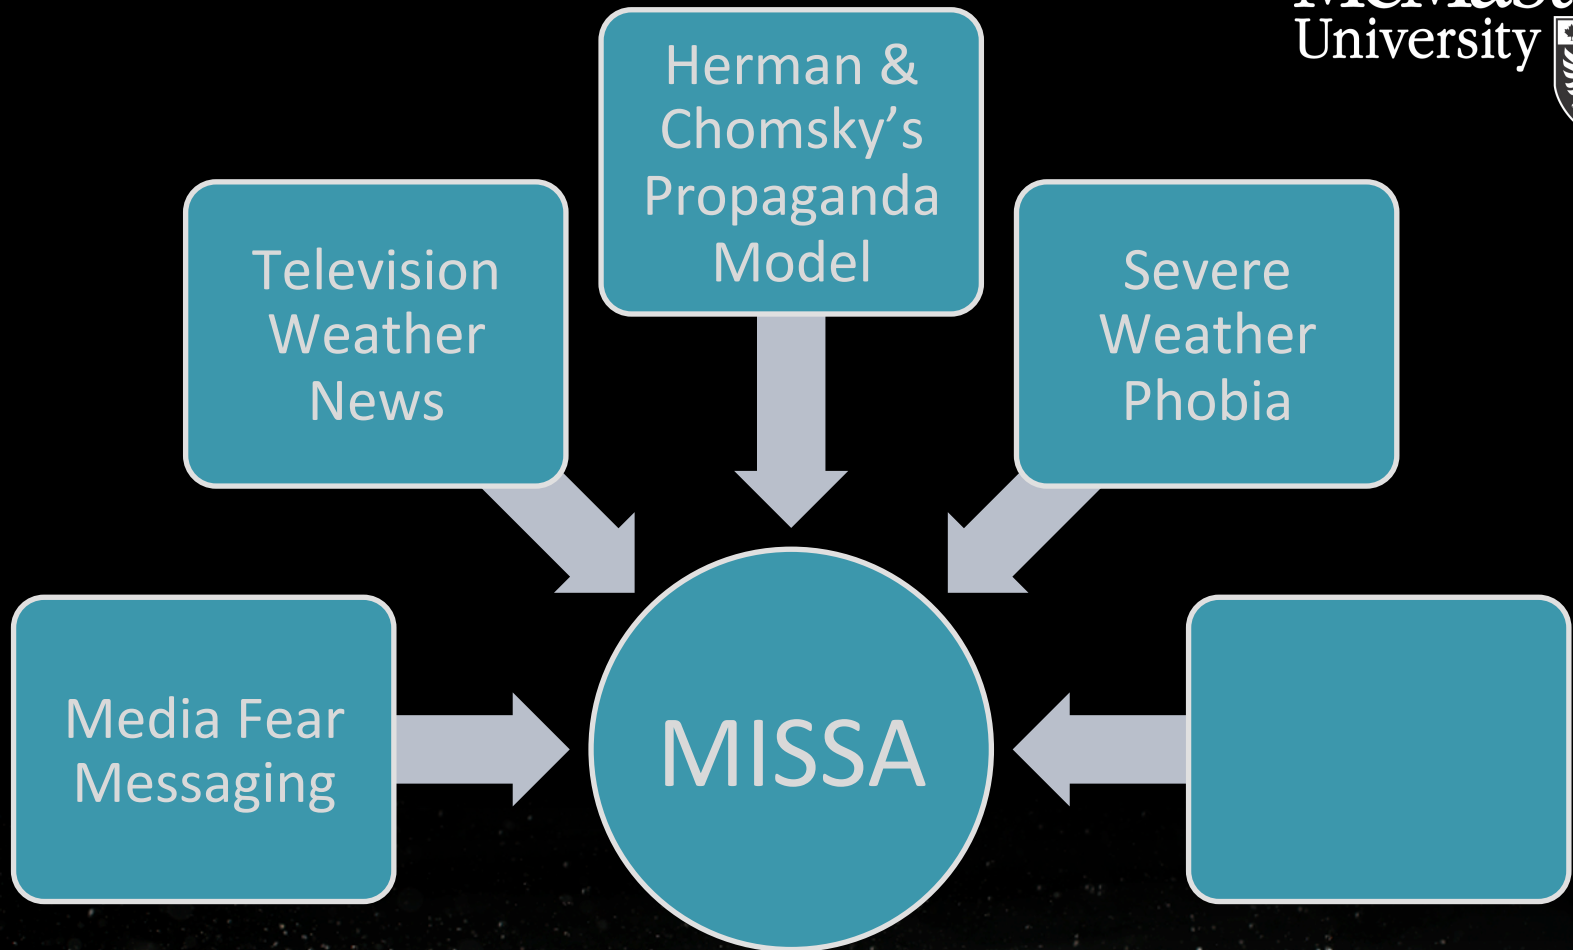 University
Herman &
Chomsky’s
Propaganda
Model
Television
Weather
News
Severe
Weather
Phobia
Media Fear
Messaging
MISSA